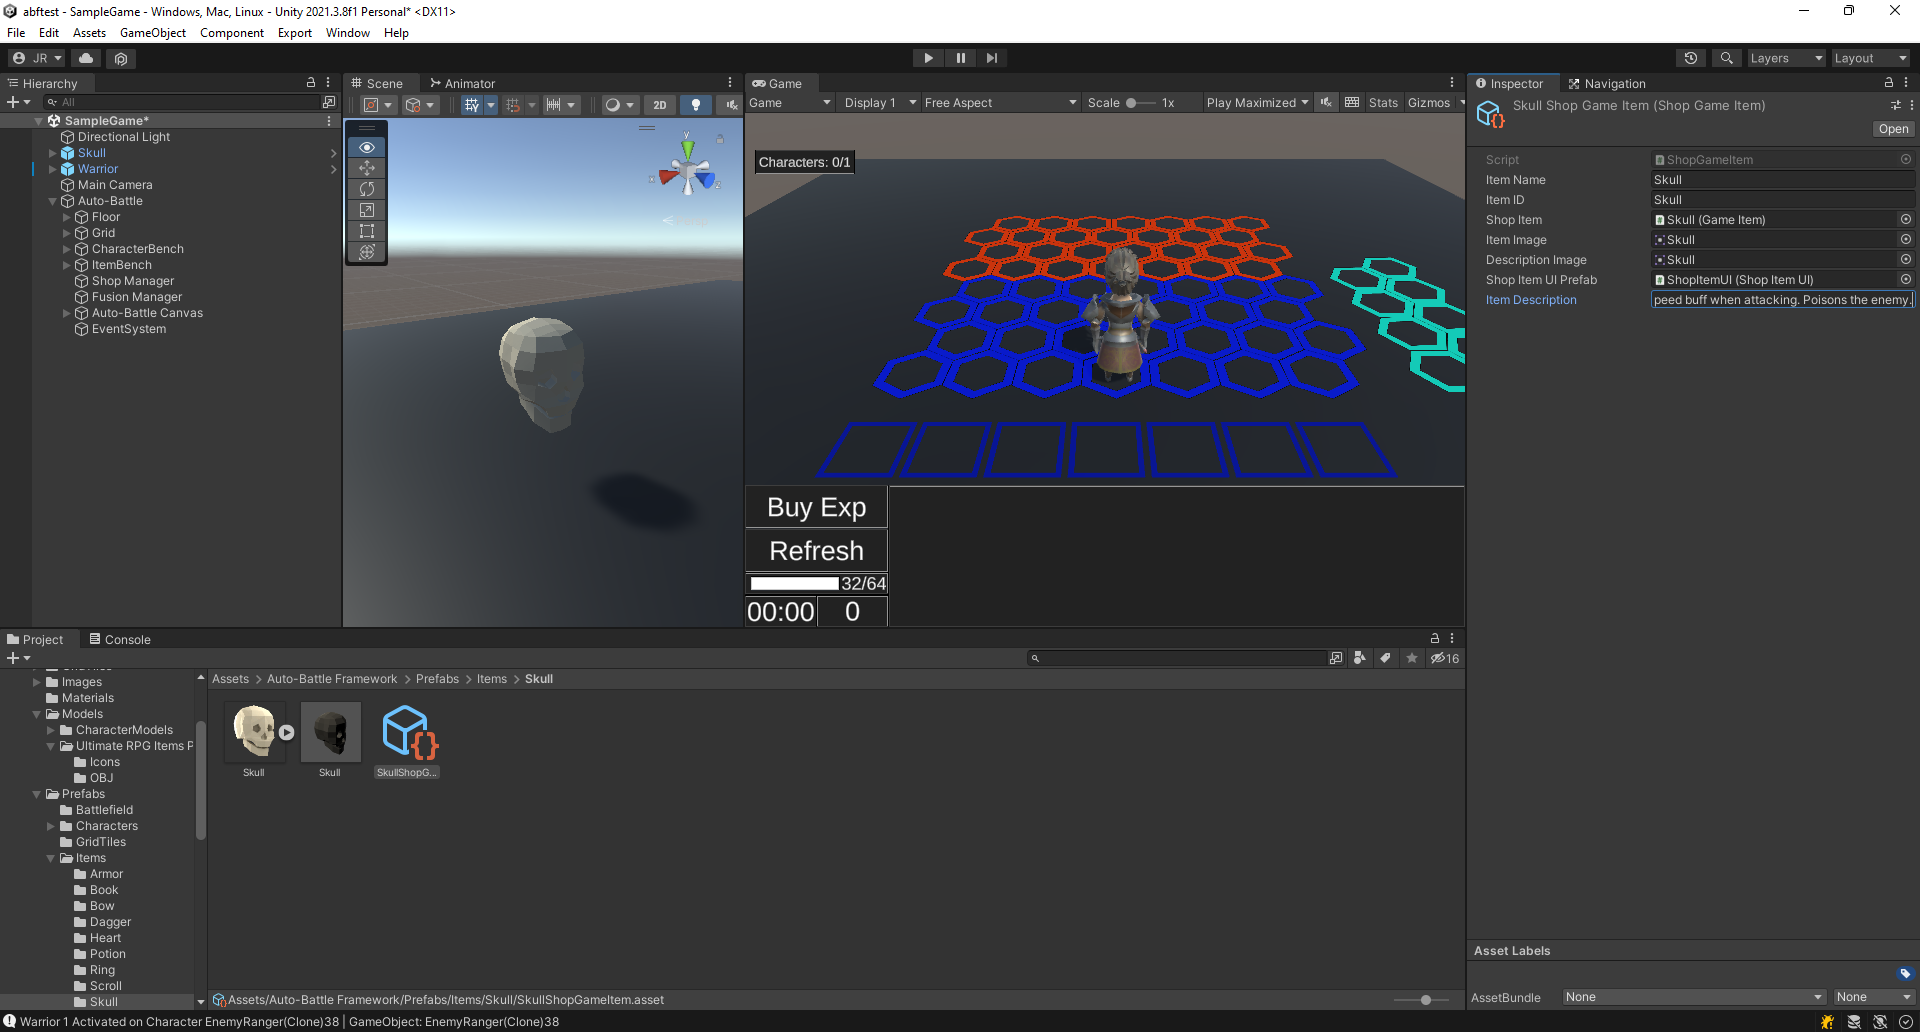 abftest - SampleGame - Windows, Mac, Linux - Unity 2021.3.8f1 Personal* <DX11>
File Edit Assets GameObject Component Export Window Help
JR Layers Layout
Hierarchy
All
SampleGame*
Directional Light
Skull
Warrior
Main Camera
Auto-Battle
Floor
Grid
CharacterBench
ItemBench
Shop Manager
Fusion Manager
Auto-Battle Canvas
EventSystem
Scene Animator
2D
y
x
z
Game
Game Display 1 Free Aspect Scale 1x Play Maximized Stats Gizmos
Characters: 0/1
Buy Exp
Refresh
32/64
00:00 0
Inspector Navigation
Skull Shop Game Item (Shop Game Item)
Open
Script ShopGameItem
Item Name Skull
Item ID Skull
Shop Item Skull (Game Item)
Item Image Skull
Description Image Skull
Shop Item UI Prefab ShopItemUI (Shop Item UI)
Item Description peed buff when attacking. Poisons the enemy.
Project Console
16
Images
Materials
Models
CharacterModels
Ultimate RPG Items P
Icons
OBJ
Prefabs
Battlefield
Characters
GridTiles
Items
Armor
Book
Bow
Dagger
Heart
Potion
Ring
Scroll
Skull
Assets > Auto-Battle Framework > Prefabs > Items > Skull
Skull Skull SkullShopG...
Assets/Auto-Battle Framework/Prefabs/Items/Skull/SkullShopGameItem.asset
Asset Labels
AssetBundle None None
Warrior 1 Activated on Character EnemyRanger(Clone)38 | GameObject: EnemyRanger(Clone)38